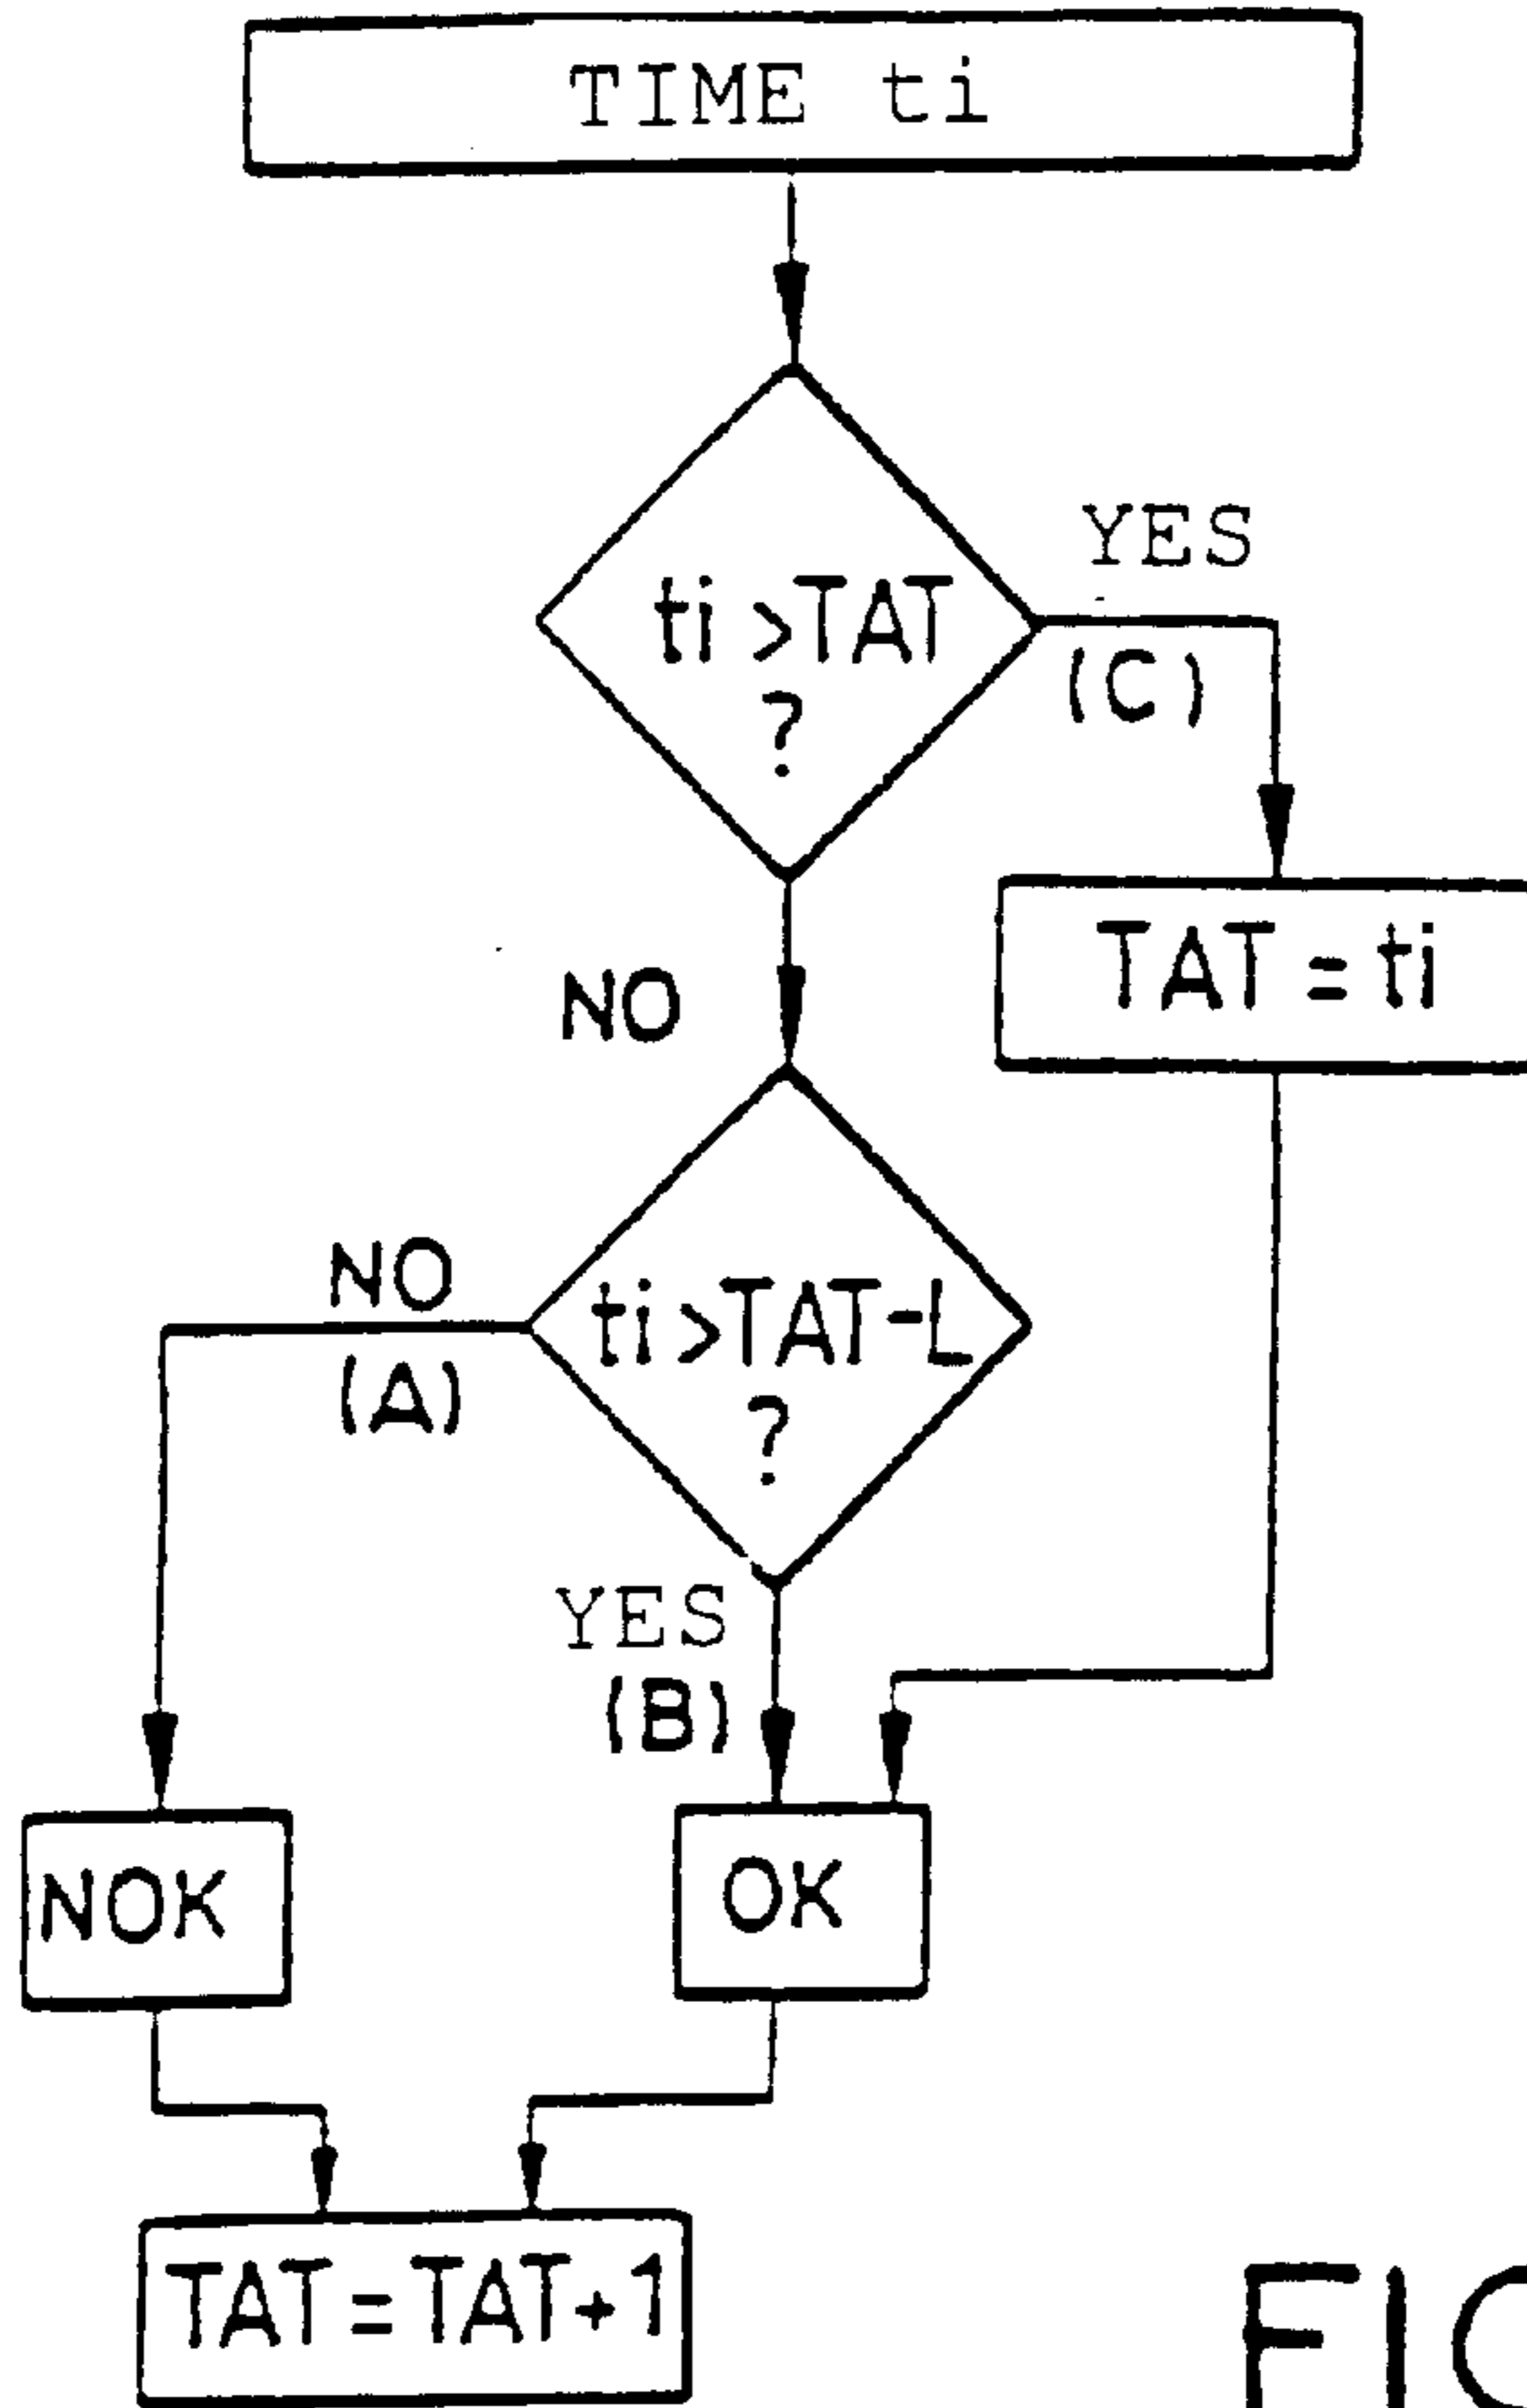 TIME ti
ti >TAT
?
YES
(C)
TAT = ti
NO
ti>TAT-L
?
NO
(A)
YES
(B)
NOK
OK
TAT=TAT+1